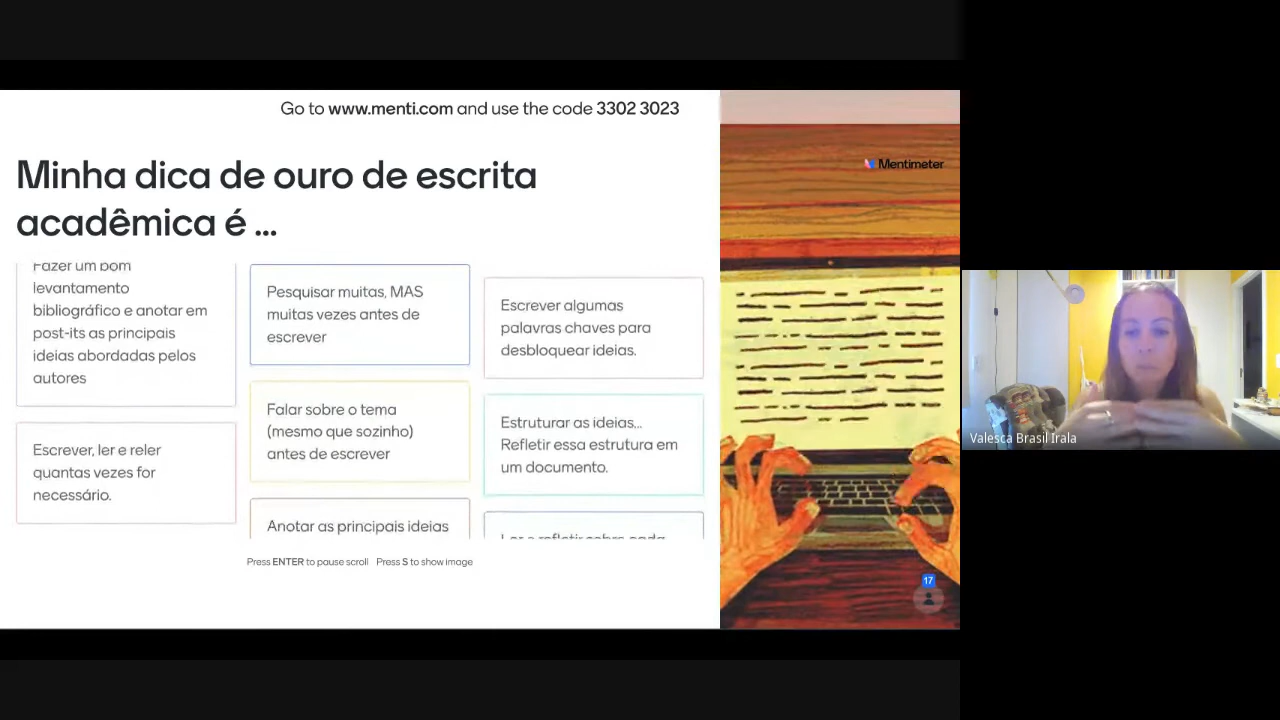 Go to www.menti.com and use the code 3302 3023
Mentimeter
Minha dica de ouro de escrita
acadêmica é ...
Fazer um bom
levantamento
bibliográfico e anotar em
post-its as principais
ideias abordadas pelos
autores
Escrever, ler e reler
quantas vezes for
necessário.
Pesquisar muitas, MAS
muitas vezes antes de
escrever
Falar sobre o tema
(mesmo que sozinho)
antes de escrever
Anotar as principais ideias
Escrever algumas
palavras chaves para
desbloquear ideias.
Estruturar as ideias...
Refletir essa estrutura em
um documento.
Ler e refletir sobre cada
Press ENTER to pause scroll Press S to show image
17
Valesca Brasil Irala